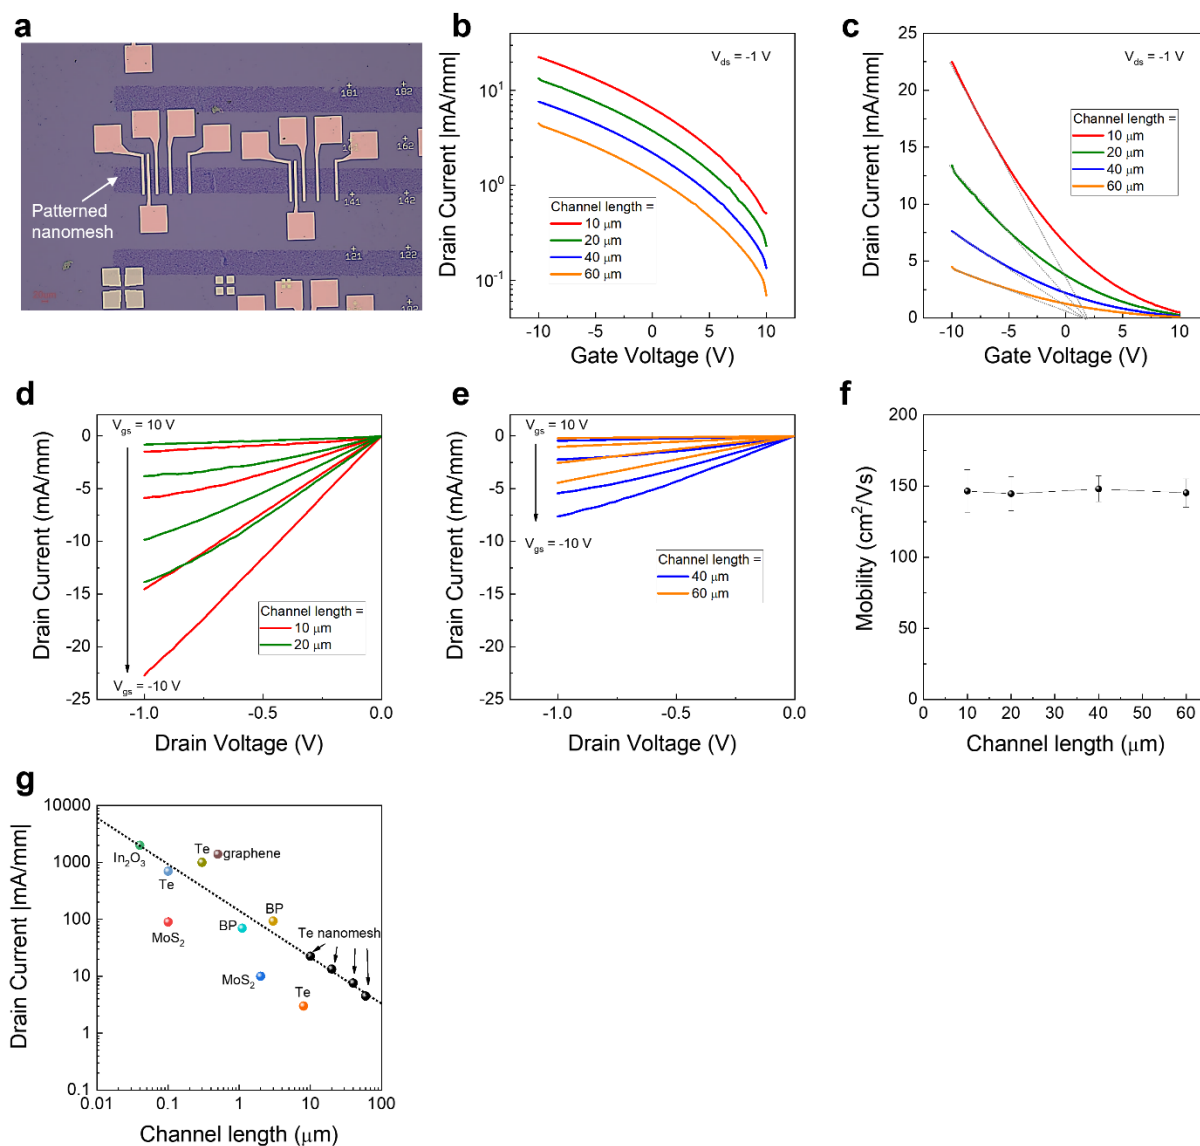 a
181
182
162
Patterned
nanomesh
141
142
121
122
b
V_ds = -1 V
Drain Current |mA/mm|
10^1
10^0
10^-1
Channel length =
10 μm
20 μm
40 μm
60 μm
-10
-5
0
5
10
Gate Voltage (V)
c
V_ds = -1 V
Drain Current |mA/mm|
25
20
15
10
5
0
Channel length =
10 μm
20 μm
40 μm
60 μm
-10
-5
0
5
10
Gate Voltage (V)
d
V_gs = 10 V
Drain Current (mA/mm)
0
-5
-10
-15
-20
-25
Channel length =
10 μm
20 μm
V_gs = -10 V
-1.0
-0.5
0.0
Drain Voltage (V)
e
V_gs = 10 V
Drain Current (mA/mm)
0
-5
-10
-15
-20
-25
V_gs = -10 V
Channel length =
40 μm
60 μm
-1.0
-0.5
0.0
Drain Voltage (V)
f
Mobility (cm²/Vs)
200
150
100
50
0
0
10
20
30
40
50
60
Channel length (μm)
g
Drain Current |mA/mm|
10000
1000
100
10
1
0.1
In₂O₃
Te
Te
graphene
MoS₂
BP
BP
Te nanomesh
MoS₂
Te
0.01
0.1
1
10
100
Channel length (μm)